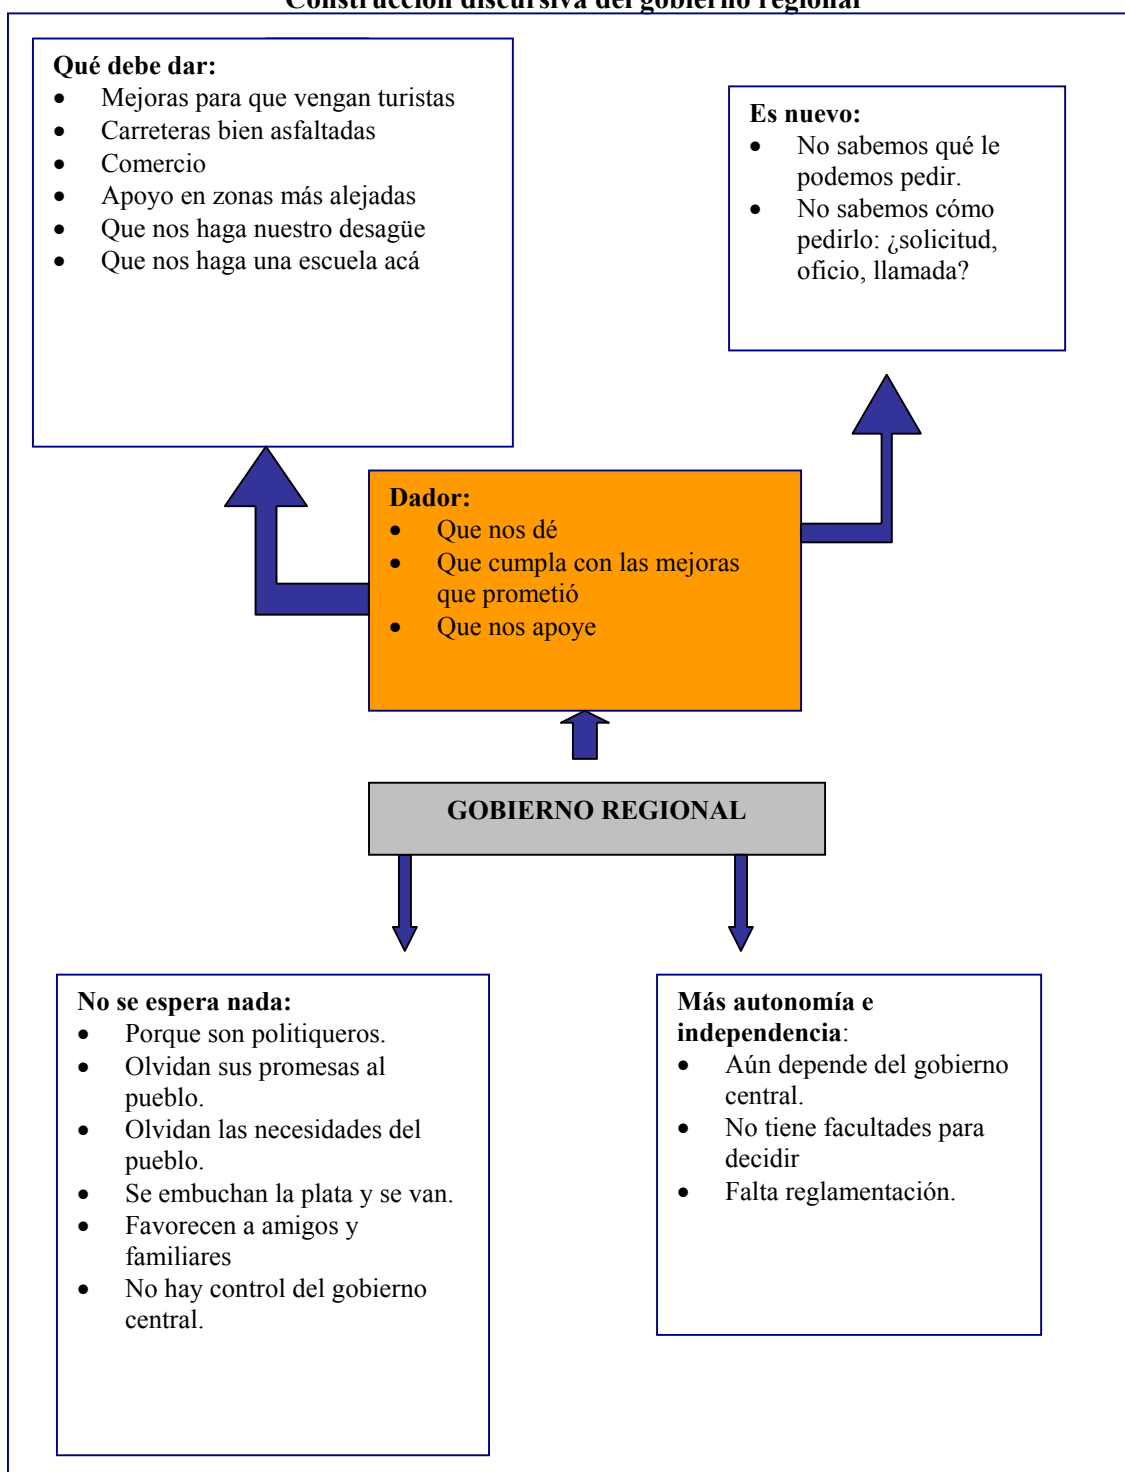 Construcción discursiva del gobierno regional
Qué debe dar:
• Mejoras para que vengan turistas
• Carreteras bien asfaltadas
• Comercio
• Apoyo en zonas más alejadas
• Que nos haga nuestro desagüe
• Que nos haga una escuela acá
Es nuevo:
• No sabemos qué le
podemos pedir.
• No sabemos cómo
pedirlo: ¿solicitud,
oficio, llamada?
Dador:
• Que nos dé
• Que cumpla con las mejoras
que prometió
• Que nos apoye
GOBIERNO REGIONAL
No se espera nada:
• Porque son politiqueros.
• Olvidan sus promesas al
pueblo.
• Olvidan las necesidades del
pueblo.
• Se embuchan la plata y se van.
• Favorecen a amigos y
familiares
• No hay control del gobierno
central.
Más autonomía e
independencia:
• Aún depende del gobierno
central.
• No tiene facultades para
decidir
• Falta reglamentación.